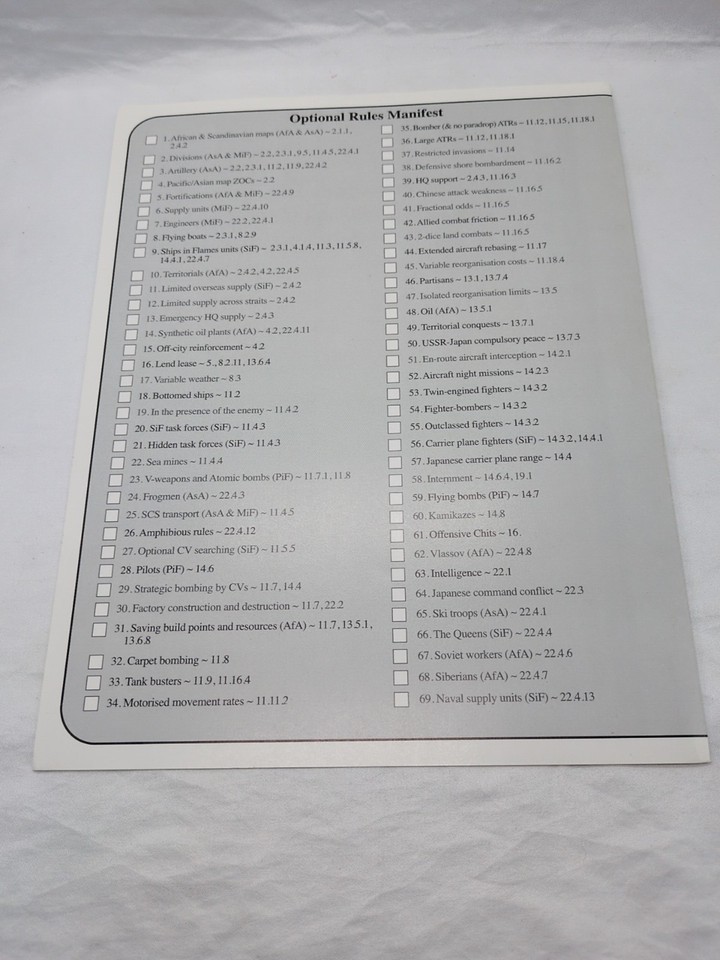 Optional Rules Manifest
1. African & Scandinavian maps (AfA & AsA) ~ 2.1.1,
2.4.2
2. Divisions (AsA & MiF) ~ 2.2, 2.3.1, 9.5, 11.4.5, 22.4.1
3. Artillery (AsA) ~ 2.2, 2.3.1, 11.2, 11.9, 22.4.2
4. Pacific/Asian map ZOCs ~ 2.2
5. Fortifications (AfA & MiF) ~ 22.4.9
6. Supply units (MiF) ~ 22.4.10
7. Engineers (MiF) ~ 22.2, 22.4.1
8. Flying boats ~ 2.3.1, 8.2.9
9. Ships in Flames units (SiF) ~ 2.3.1, 4.1.4, 11.3, 11.5.8,
14.4.1, 22.4.7
10. Territorials (AfA) ~ 2.4.2, 4.2, 22.4.5
11. Limited overseas supply (SiF) ~ 2.4.2
12. Limited supply across straits ~ 2.4.2
13. Emergency HQ supply ~ 2.4.3
14. Synthetic oil plants (AfA) ~ 4.2, 22.4.11
15. Off-city reinforcement ~ 4.2
16. Lend lease ~ 5., 8.2.11, 13.6.4
17. Variable weather ~ 8.3
18. Bottomed ships ~ 11.2
19. In the presence of the enemy ~ 11.4.2
20. SiF task forces (SiF) ~ 11.4.3
21. Hidden task forces (SiF) ~ 11.4.3
22. Sea mines ~ 11.4.4
23. V-weapons and Atomic bombs (PiF) ~ 11.7.1, 11.8
24. Frogmen (AsA) ~ 22.4.3
25. SCS transport (AsA & MiF) ~ 11.4.5
26. Amphibious rules ~ 22.4.12
27. Optional CV searching (SiF) ~ 11.5.5
28. Pilots (PiF) ~ 14.6
29. Strategic bombing by CVs ~ 11.7, 14.4
30. Factory construction and destruction ~ 11.7, 22.2
31. Saving build points and resources (AfA) ~ 11.7, 13.5.1,
13.6.8
32. Carpet bombing ~ 11.8
33. Tank busters ~ 11.9, 11.16.4
34. Motorised movement rates ~ 11.11.2
35. Bomber (& no paradrop) ATRs ~ 11.12, 11.15, 11.18.1
36. Large ATRs ~ 11.12, 11.18.1
37. Restricted invasions ~ 11.14
38. Defensive shore bombardment ~ 11.16.2
39. HQ support ~ 2.4.3, 11.16.3
40. Chinese attack weakness ~ 11.16.5
41. Fractional odds ~ 11.16.5
42. Allied combat friction ~ 11.16.5
43. 2-dice land combats ~ 11.16.5
44. Extended aircraft rebasing ~ 11.17
45. Variable reorganisation costs ~ 11.18.4
46. Partisans ~ 13.1, 13.7.4
47. Isolated reorganisation limits ~ 13.5
48. Oil (AfA) ~ 13.5.1
49. Territorial conquests ~ 13.7.1
50. USSR-Japan compulsory peace ~ 13.7.3
51. En-route aircraft interception ~ 14.2.1
52. Aircraft night missions ~ 14.2.3
53. Twin-engined fighters ~ 14.3.2
54. Fighter-bombers ~ 14.3.2
55. Outclassed fighters ~ 14.3.2
56. Carrier plane fighters (SiF) ~ 14.3.2, 14.4.1
57. Japanese carrier plane range ~ 14.4
58. Internment ~ 14.6.4, 19.1
59. Flying bombs (PiF) ~ 14.7
60. Kamikazes ~ 14.8
61. Offensive Chits ~ 16.
62. Vlassov (AfA) ~ 22.4.8
63. Intelligence ~ 22.1
64. Japanese command conflict ~ 22.3
65. Ski troops (AsA) ~ 22.4.1
66. The Queens (SiF) ~ 22.4.4
67. Soviet workers (AfA) ~ 22.4.6
68. Siberians (AfA) ~ 22.4.7
69. Naval supply units (SiF) ~ 22.4.13